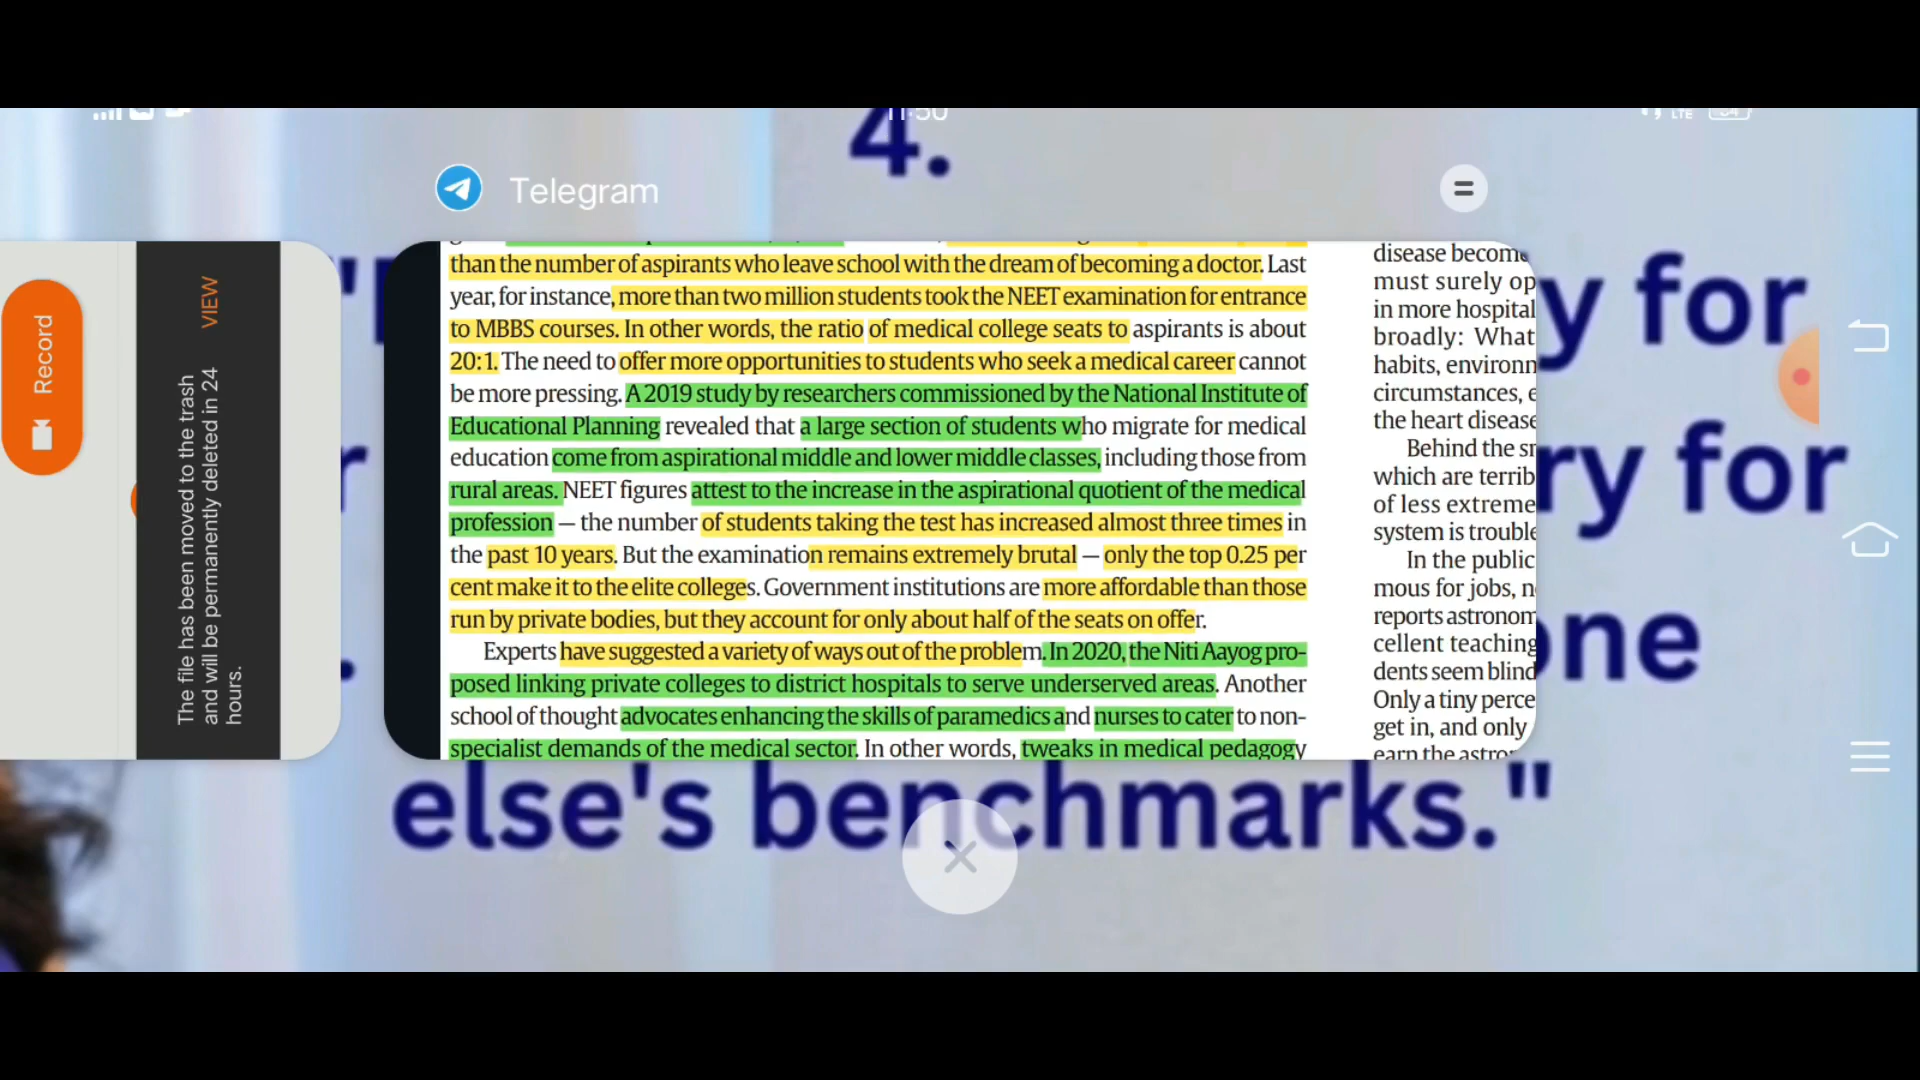 11:50
LTE
4.
Telegram
than the number of aspirants who leave school with the dream of becoming a doctor. Last
year, for instance, more than two million students took the NEET examination for entrance
to MBBS courses. In other words, the ratio of medical college seats to aspirants is about
20:1. The need to offer more opportunities to students who seek a medical career cannot
be more pressing. A 2019 study by researchers commissioned by the National Institute of
Educational Planning revealed that a large section of students who migrate for medical
education come from aspirational middle and lower middle classes, including those from
rural areas. NEET figures attest to the increase in the aspirational quotient of the medical
profession — the number of students taking the test has increased almost three times in
the past 10 years. But the examination remains extremely brutal — only the top 0.25 per
cent make it to the elite colleges. Government institutions are more affordable than those
run by private bodies, but they account for only about half of the seats on offer.
Experts have suggested a variety of ways out of the problem. In 2020, the Niti Aayog pro-
posed linking private colleges to district hospitals to serve underserved areas. Another
school of thought advocates enhancing the skills of paramedics and nurses to cater to non-
specialist demands of the medical sector. In other words, tweaks in medical pedagogy
disease become
must surely op
in more hospital
broadly: What
habits, environn
circumstances, e
the heart disease
Behind the sr
which are terrib
of less extreme
system is trouble
In the public
mous for jobs, n
reports astronom
cellent teaching
dents seem blind
Only a tiny perce
get in, and only
earn the astro
Record
The file has been moved to the trash
and will be permanently deleted in 24
hours.
VIEW
y for
ry for
one
else's benchmarks."